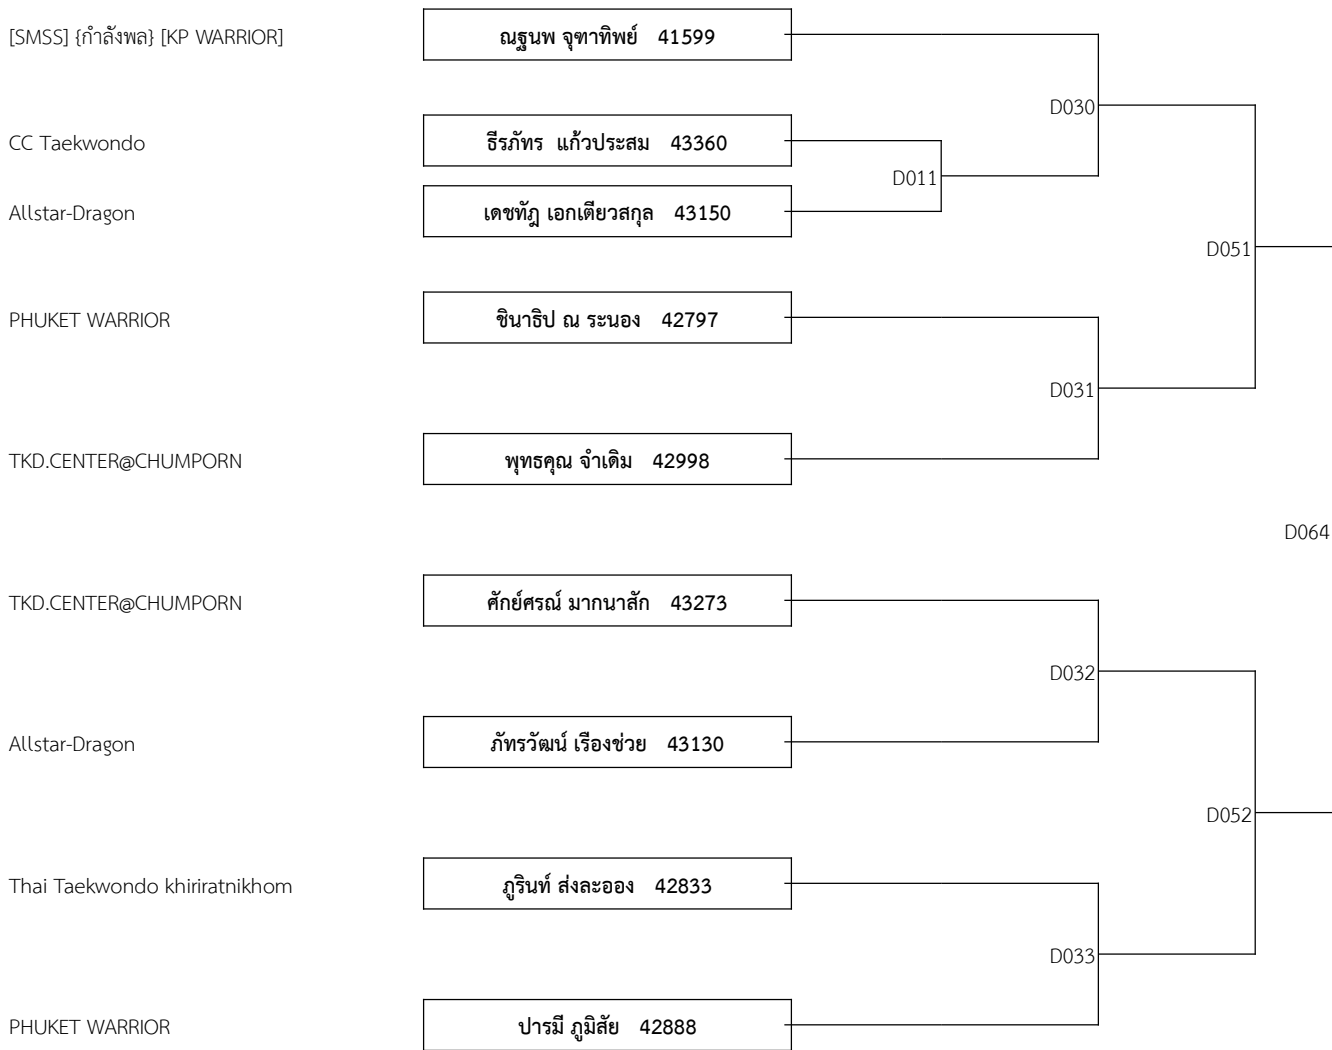 [SMSS] {กำลังพล} [KP WARRIOR] ณฐนพ จุฑาทิพย์ 41599
D030
CC Taekwondo ธีรภัทร แก้วประสม 43360
D011
Allstar-Dragon เดชทัฎ เอกเตียวสกุล 43150
D051
PHUKET WARRIOR ชินาธิป ณ ระนอง 42797
D031
TKD.CENTER@CHUMPORN พุทธคุณ จำเดิม 42998
D064
TKD.CENTER@CHUMPORN ศักย์ศรณ์ มากนาสัก 43273
D032
Allstar-Dragon ภัทรวัฒน์ เรืองช่วย 43130
D052
Thai Taekwondo khiriratnikhom ภูรินท์ ส่งละออง 42833
D033
PHUKET WARRIOR ปารมี ภูมิสัย 42888